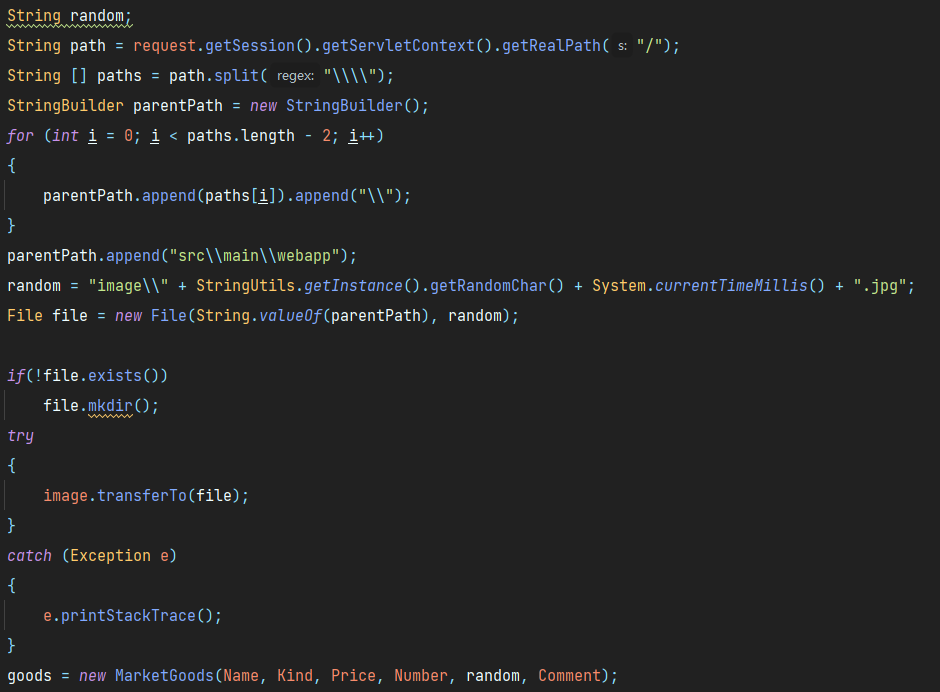 String random;
String path = request.getSession().getServletContext().getRealPath( s: "/");
String [] paths = path.split( regex: "\\\\");
StringBuilder parentPath = new StringBuilder();
for (int i = 0; i < paths.length - 2; i++)
{
    parentPath.append(paths[i]).append("\\");
}
parentPath.append("src\\main\\webapp");
random = "image\\" + StringUtils.getInstance().getRandomChar() + System.currentTimeMillis() + ".jpg";
File file = new File(String.valueOf(parentPath), random);

if(!file.exists())
    file.mkdir();
try
{
    image.transferTo(file);
}
catch (Exception e)
{
    e.printStackTrace();
}
goods = new MarketGoods(Name, Kind, Price, Number, random, Comment);